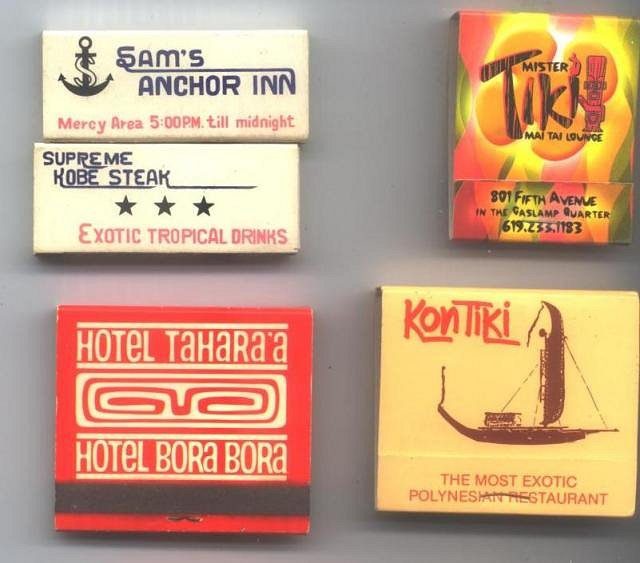 SAM'S
ANCHOR INN
Mercy Area 5:00PM. till midnight
SUPREME
KOBE STEAK
EXOTIC TROPICAL DRINKS
MISTER
TIKI
MAI TAI LOUNGE
801 FIFTH AVENUE
IN THE GASLAMP QUARTER
619.233.1183
HOTEL TAHARA'A
HOTEL BORA BORA
KON TIKI
THE MOST EXOTIC
POLYNESIAN RESTAURANT